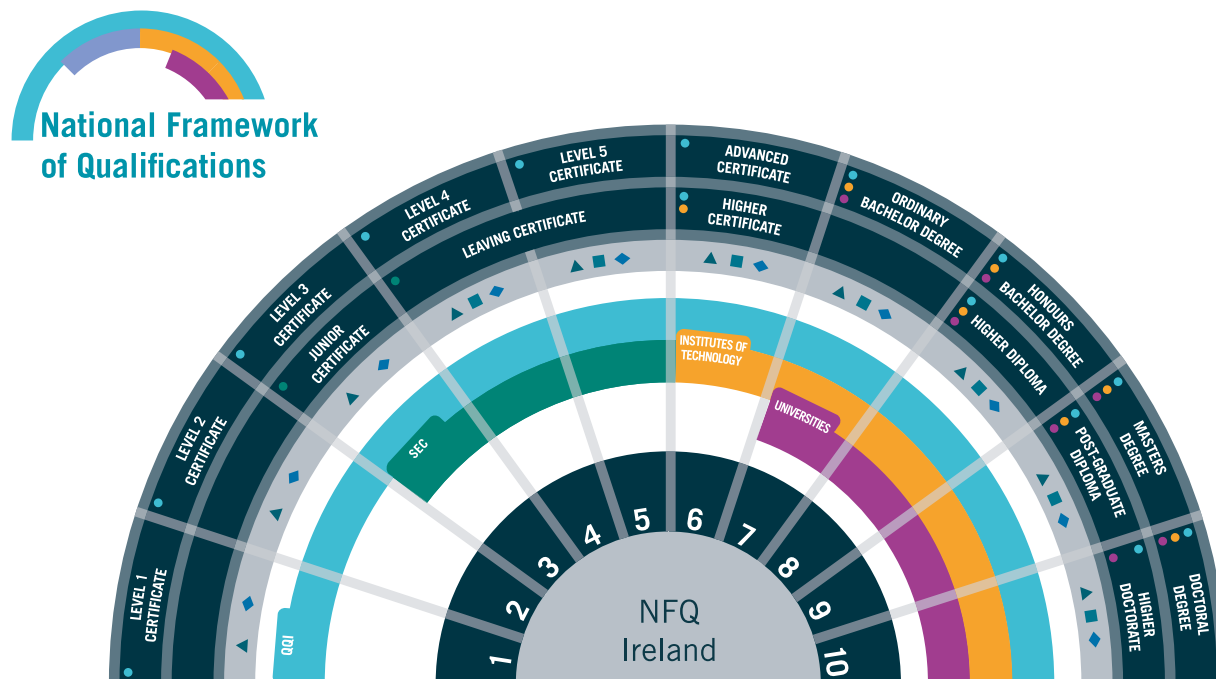 National Framework
of Qualifications
LEVEL 1
CERTIFICATE
LEVEL 2
CERTIFICATE
LEVEL 3
CERTIFICATE
LEVEL 4
CERTIFICATE
LEVEL 5
CERTIFICATE
ADVANCED
CERTIFICATE
ORDINARY
BACHELOR DEGREE
HONOURS
BACHELOR DEGREE
MASTERS
DEGREE
DOCTORAL
DEGREE
JUNIOR
CERTIFICATE
LEAVING CERTIFICATE
HIGHER
CERTIFICATE
HIGHER DIPLOMA
POST-GRADUATE
DIPLOMA
HIGHER
DOCTORATE
QQI
SEC
INSTITUTES OF
TECHNOLOGY
UNIVERSITIES
1
2
3
4
5
6
7
8
9
10
NFQ
Ireland